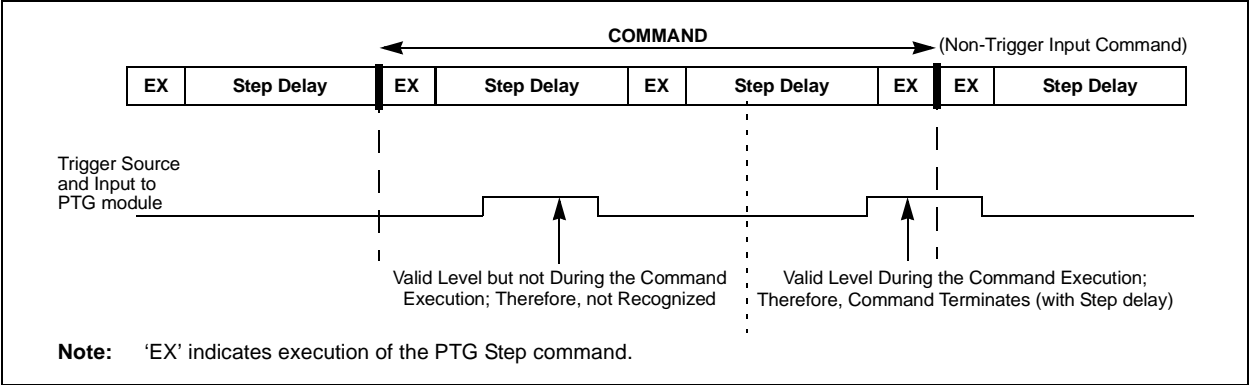 COMMAND
(Non-Trigger Input Command)
EX Step Delay EX Step Delay EX Step Delay EX EX Step Delay
Trigger Source
and Input to
PTG module
Valid Level but not During the Command
Execution; Therefore, not Recognized
Valid Level During the Command Execution;
Therefore, Command Terminates (with Step delay)
Note: 'EX' indicates execution of the PTG Step command.